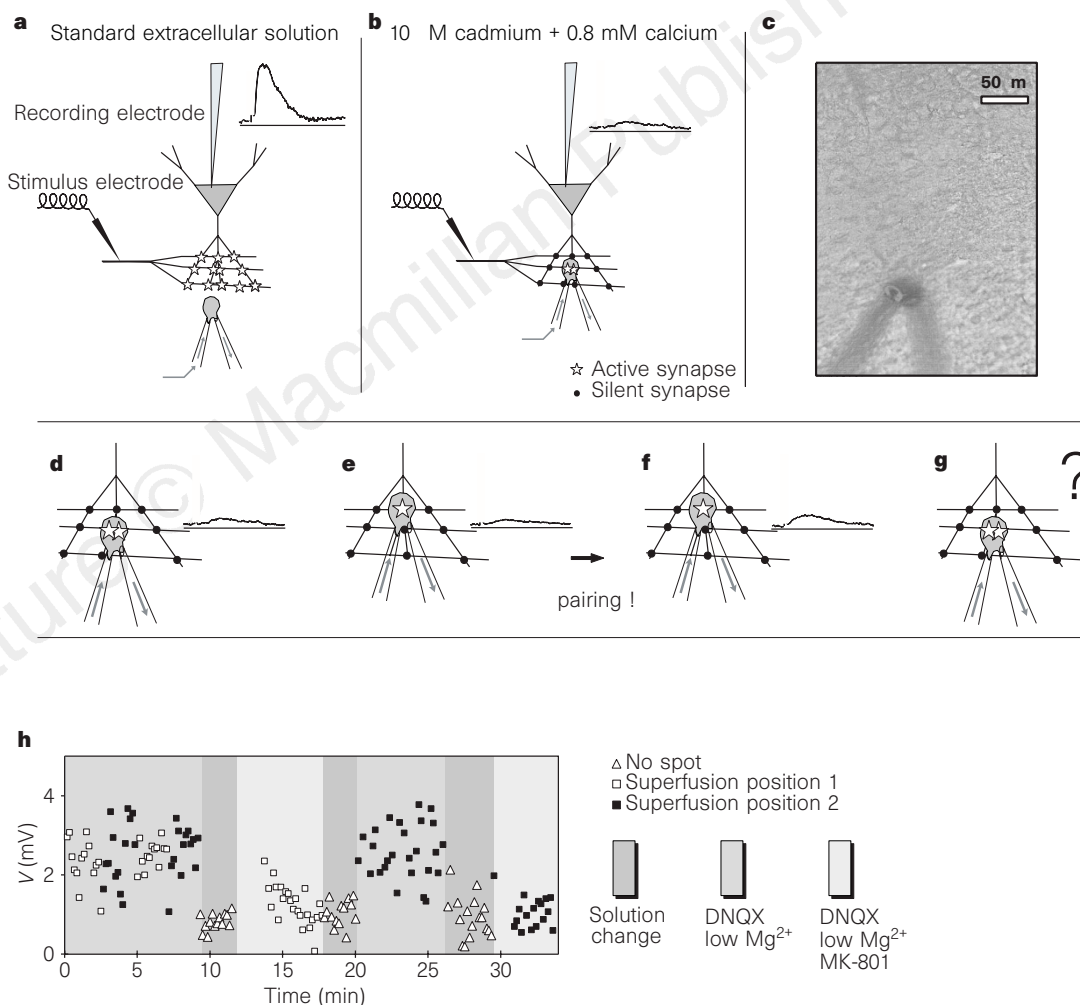 a Standard extracellular solution
b 10 M cadmium + 0.8 mM calcium
c
50 m
Recording electrode
Stimulus electrode
Active synapse
Silent synapse
d
e
f
g
?
pairing !
h
No spot
Superfusion position 1
Superfusion position 2
V (mV)
4
2
0
0 5 10 15 20 25 30
Time (min)
Solution
change
DNQX
low Mg²⁺
DNQX
low Mg²⁺
MK-801
© Macmillan Publish